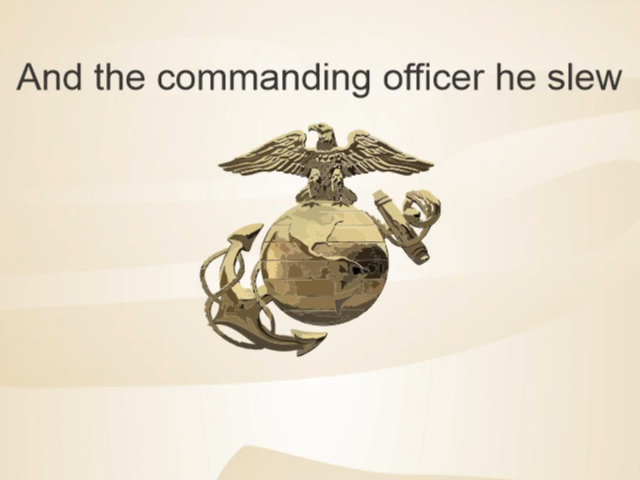 And the commanding officer he slew